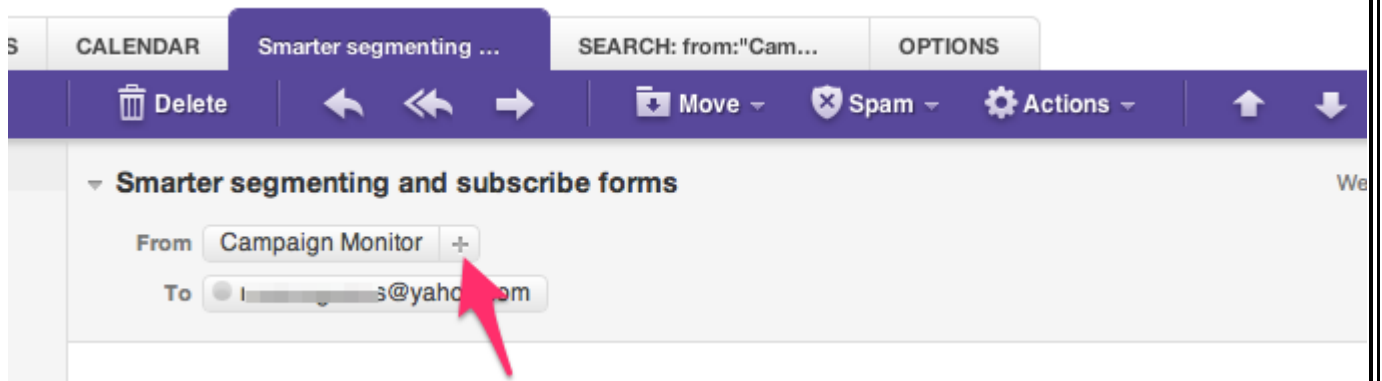 S CALENDAR Smarter segmenting ... SEARCH: from:"Cam... OPTIONS
Delete Move Spam Actions
Smarter segmenting and subscribe forms We
From Campaign Monitor +
To